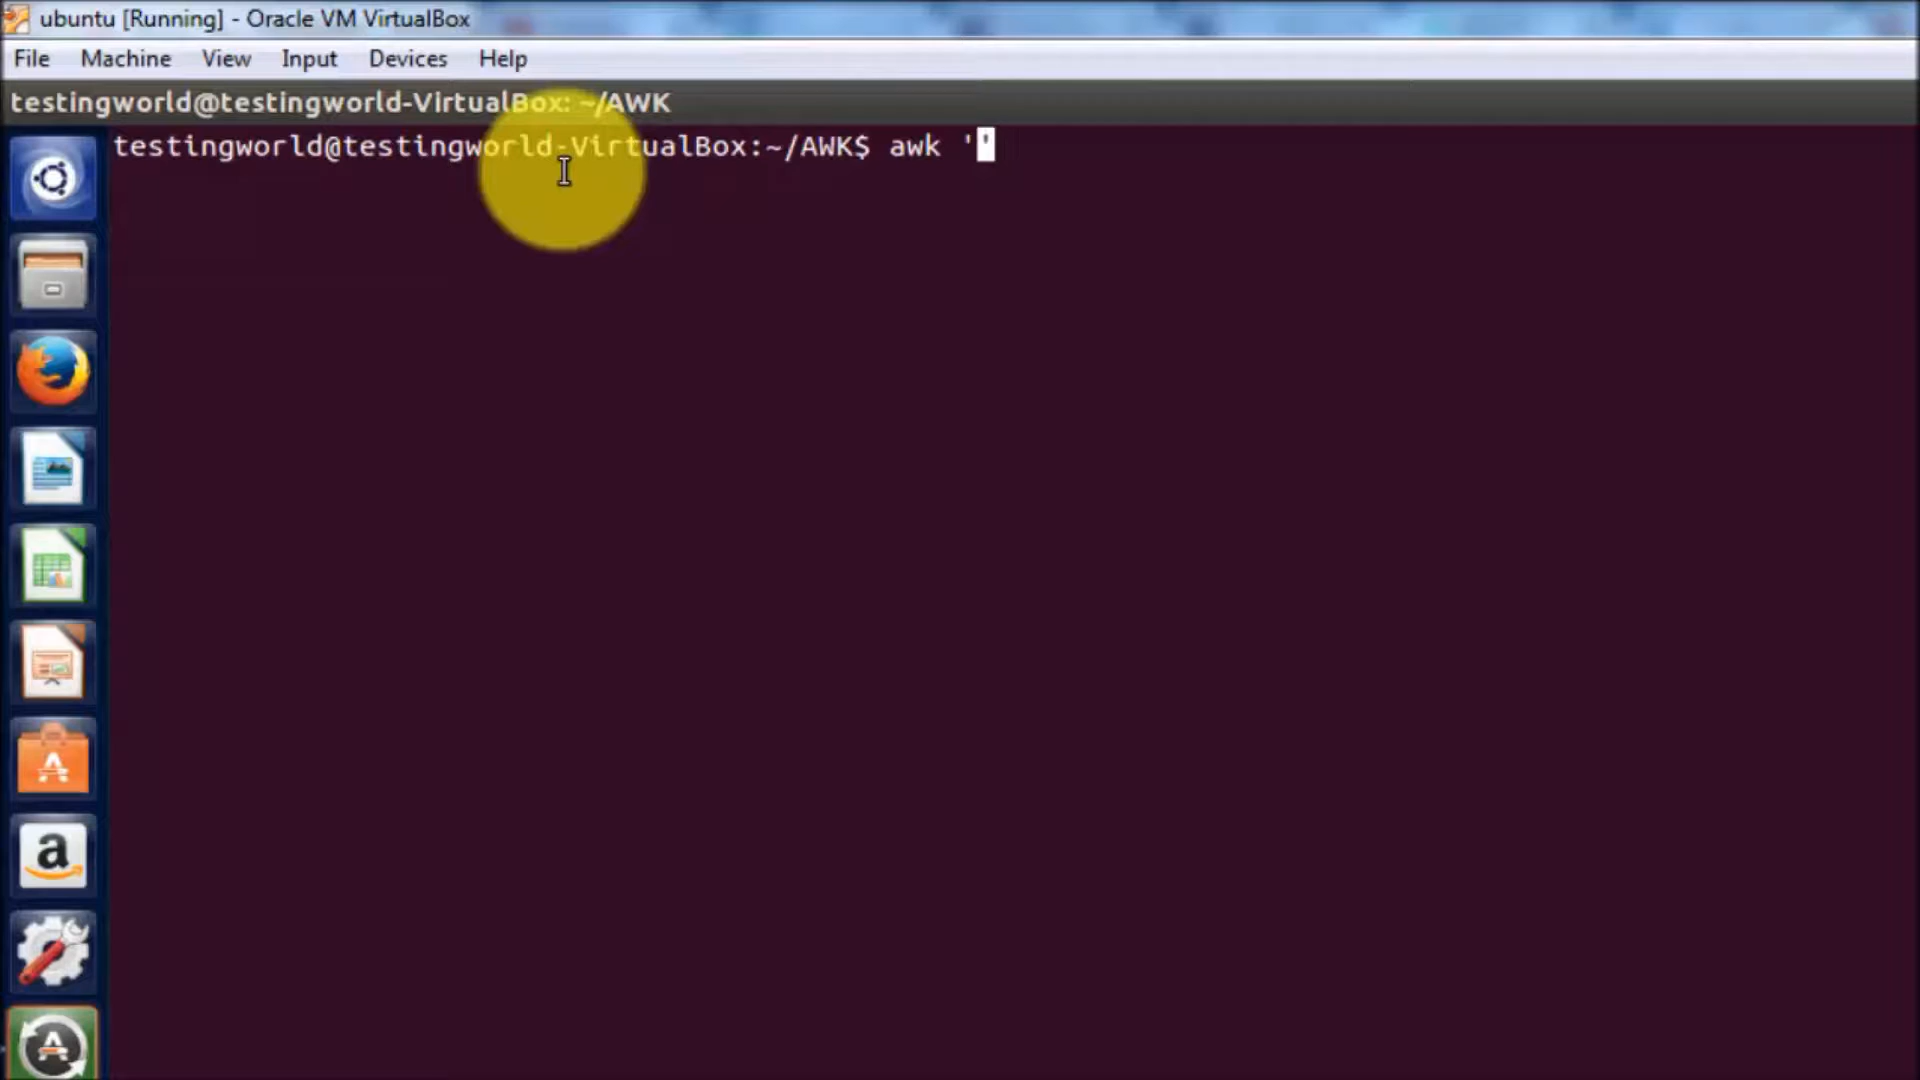 ubuntu [Running] - Oracle VM VirtualBox
File Machine View Input Devices Help
testingworld@testingworld-VirtualBox: ~/AWK
testingworld@testingworld-VirtualBox:~/AWK$ awk ''